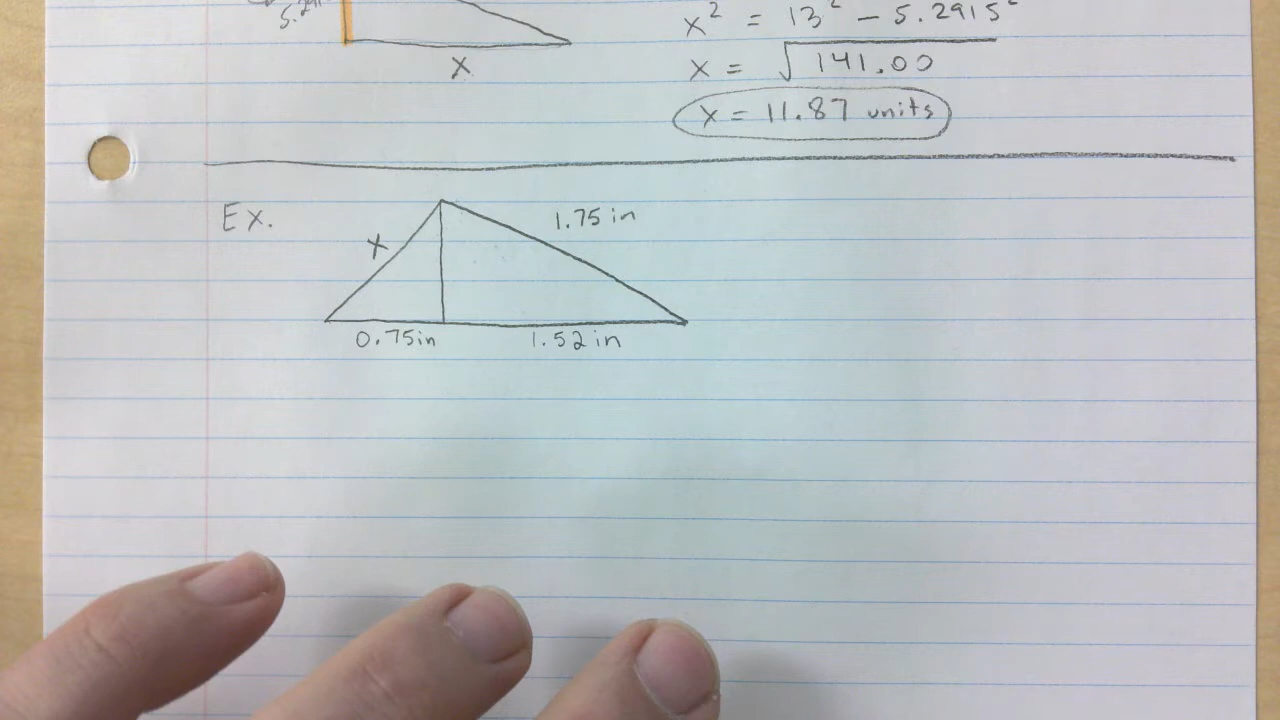 x² = 13² - 5.2915²
x
x = √141.00
x = 11.87 units
Ex.
x
1.75 in
0.75in
1.52 in